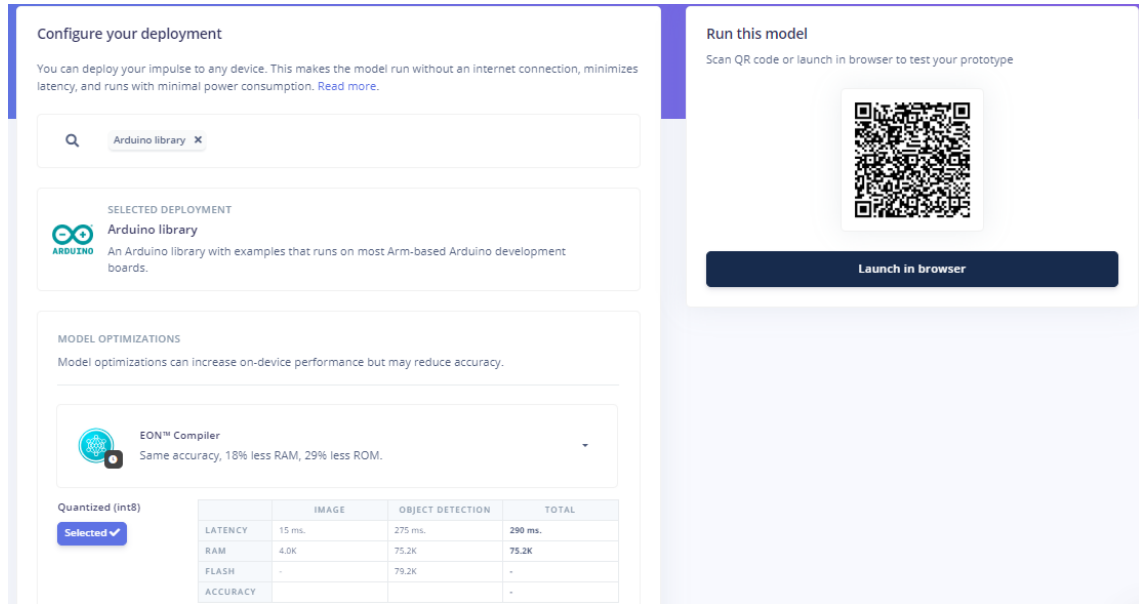 Configure your deployment
You can deploy your impulse to any device. This makes the model run without an internet connection, minimizes
latency, and runs with minimal power consumption. Read more.
Arduino library ×
SELECTED DEPLOYMENT
Arduino library
An Arduino library with examples that runs on most Arm-based Arduino development
boards.
ARDUINO
MODEL OPTIMIZATIONS
Model optimizations can increase on-device performance but may reduce accuracy.
EON™ Compiler
Same accuracy, 18% less RAM, 29% less ROM.
Quantized (int8)
Selected ✓
IMAGE OBJECT DETECTION TOTAL
LATENCY 15 ms. 275 ms. 290 ms.
RAM 4.0K 75.2K 75.2K
FLASH - 79.2K -
ACCURACY -
Run this model
Scan QR code or launch in browser to test your prototype
Launch in browser